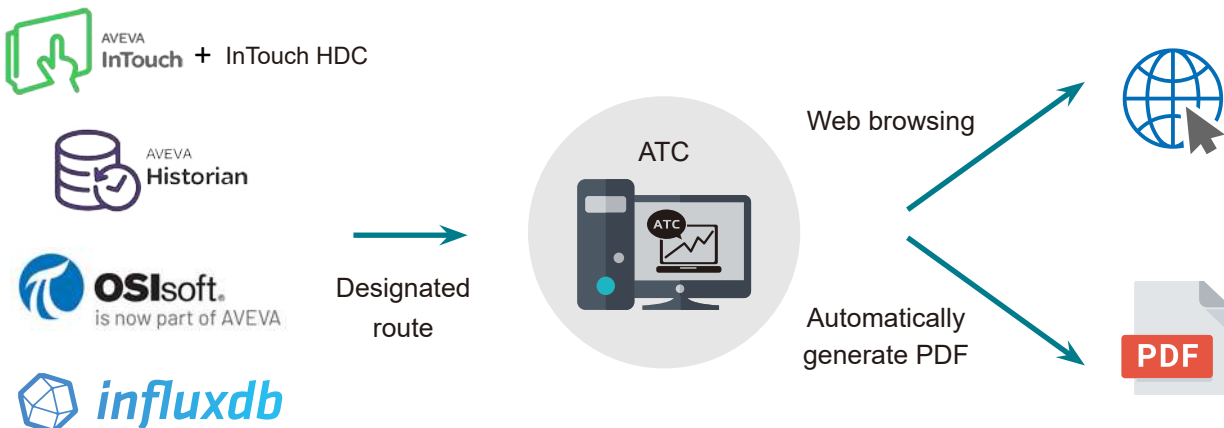 AVEVA
InTouch + InTouch HDC
AVEVA
Historian
OSIsoft.
is now part of AVEVA
influxdb
Designated
route
ATC
ATC
Web browsing
Automatically
generate PDF
PDF